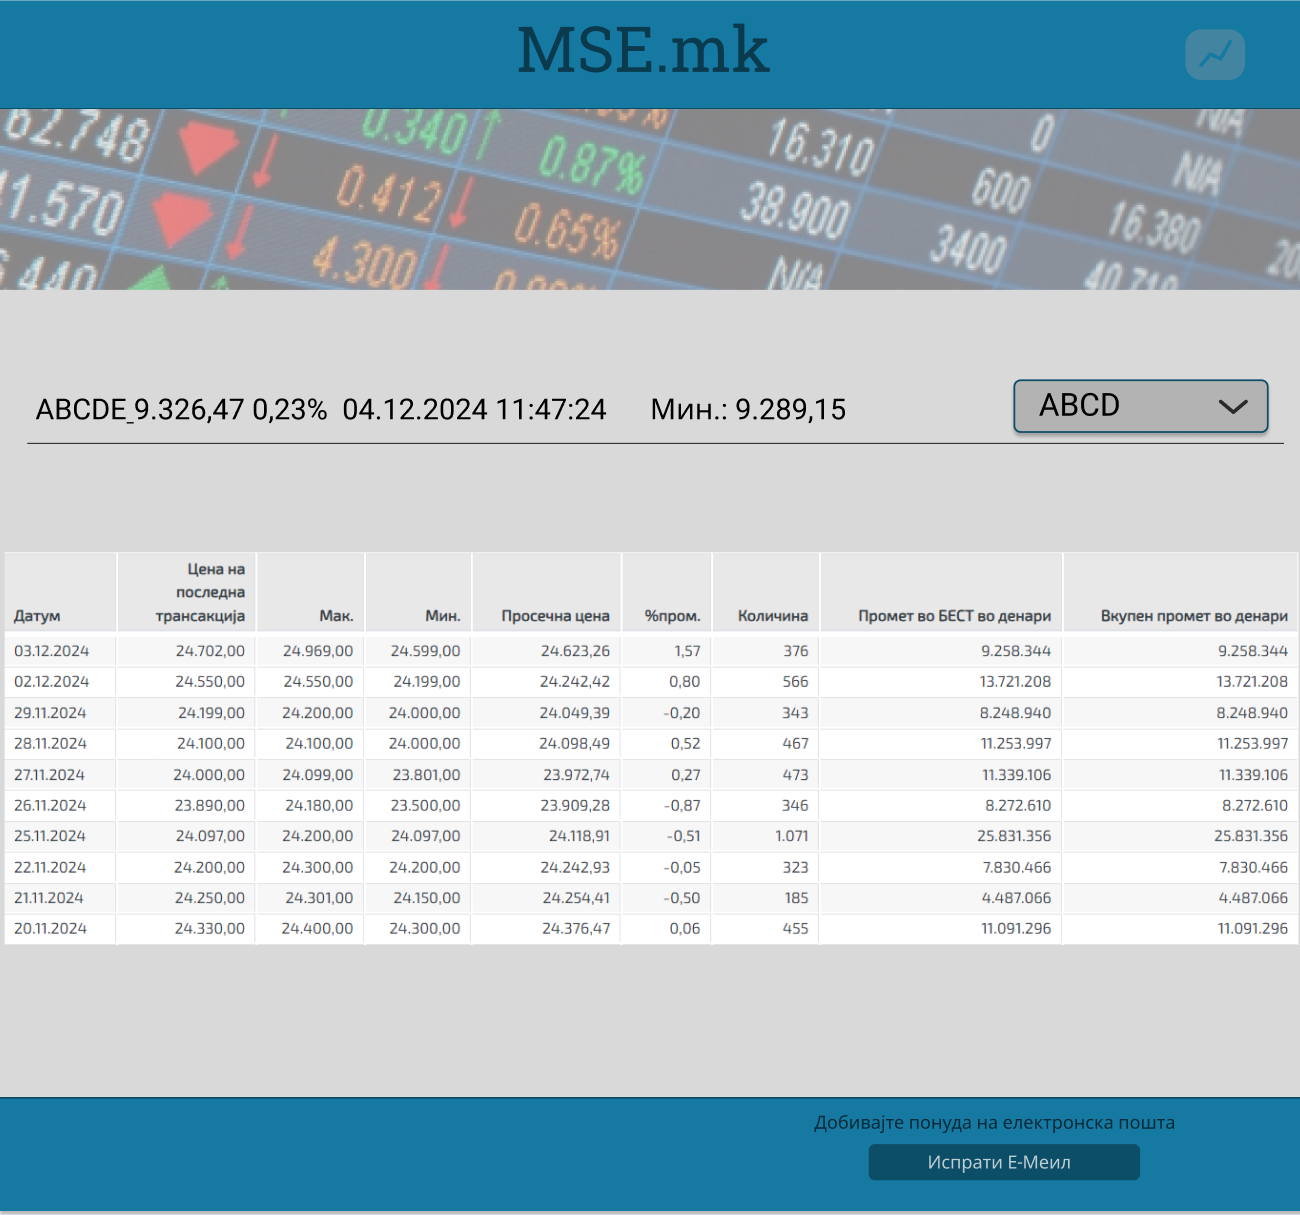 MSE.mk
62.748 0.340 0.87% 16.310 0 N/A
1.570 0.412 0.65% 38.900 600 N/A
4.300 N/A 3400 16.380
ABCDE_9.326,47 0,23% 04.12.2024 11:47:24 Мин.: 9.289,15 ABCD
Датум Цена на последна трансакција Мак. Мин. Просечна цена %пром. Количина Промет во БЕСТ во денари Вкупен промет во денари
03.12.2024 24.702,00 24.969,00 24.599,00 24.623,26 1,57 376 9.258.344 9.258.344
02.12.2024 24.550,00 24.550,00 24.199,00 24.242,42 0,80 566 13.721.208 13.721.208
29.11.2024 24.199,00 24.200,00 24.000,00 24.049,39 -0,20 343 8.248.940 8.248.940
28.11.2024 24.100,00 24.100,00 24.000,00 24.098,49 0,52 467 11.253.997 11.253.997
27.11.2024 24.000,00 24.099,00 23.801,00 23.972,74 0,27 473 11.339.106 11.339.106
26.11.2024 23.890,00 24.180,00 23.500,00 23.909,28 -0,87 346 8.272.610 8.272.610
25.11.2024 24.097,00 24.200,00 24.097,00 24.118,91 -0,51 1.071 25.831.356 25.831.356
22.11.2024 24.200,00 24.300,00 24.200,00 24.242,93 -0,05 323 7.830.466 7.830.466
21.11.2024 24.250,00 24.301,00 24.150,00 24.254,41 -0,50 185 4.487.066 4.487.066
20.11.2024 24.330,00 24.400,00 24.300,00 24.376,47 0,06 455 11.091.296 11.091.296
Добивајте понуда на електронска пошта
Испрати Е-Меил